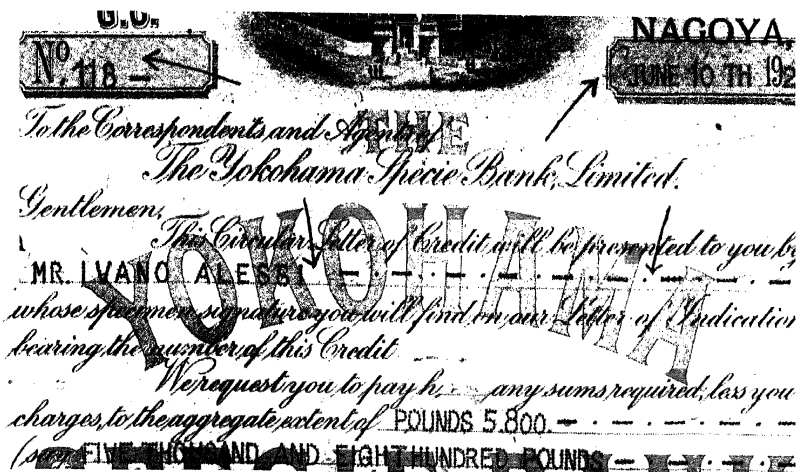 G.O.
NAGOYA,
No. 118 -
JUNE 10 TH 192
To the Correspondents and Agents of
THE
The Yokohama Specie Bank, Limited.
Gentlemen,
This Circular Letter of Credit will be presented to you by
MR. IVANO ALESSI
YOKOHAMA
whose specimen signature you will find on our Letter of Indication
bearing the number of this Credit
We request you to pay h any sums required, less you
charges, to the aggregate extent of POUNDS 5.800.-
(say FIVE THOUSAND AND EIGHTHUNDRED POUNDS